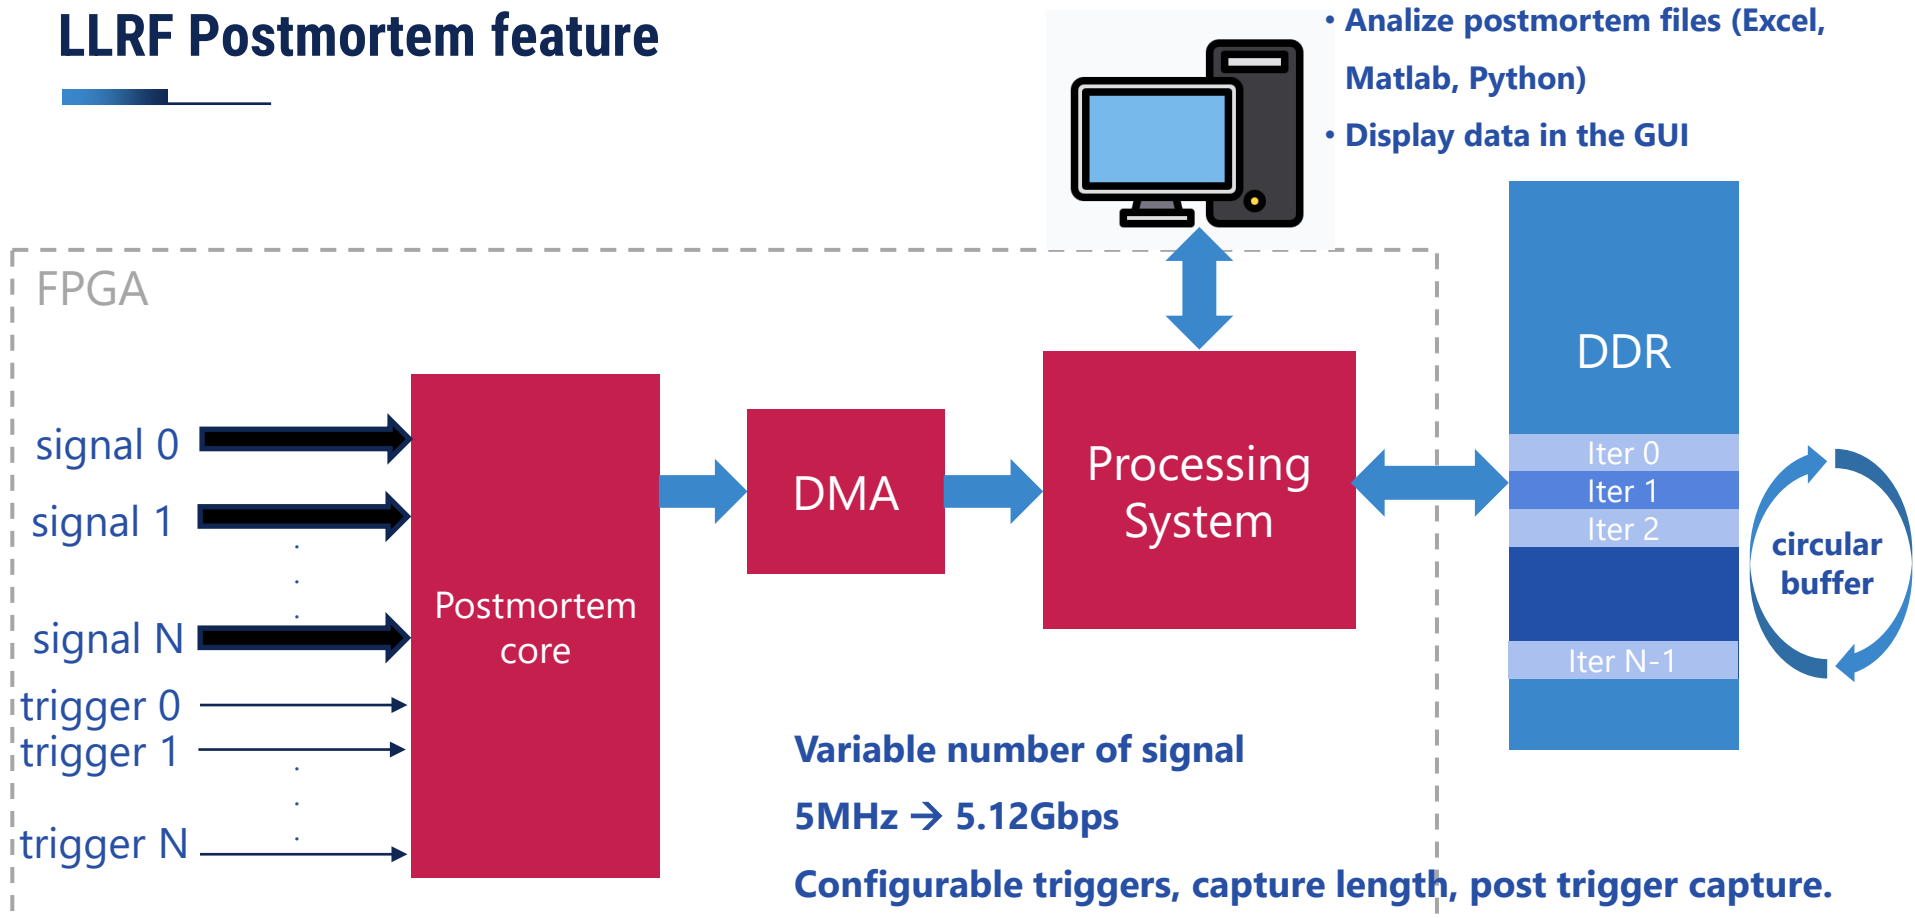 LLRF Postmortem feature
• Analize postmortem files (Excel,
Matlab, Python)
• Display data in the GUI
FPGA
signal 0
signal 1
signal N
trigger 0
trigger 1
trigger N
Postmortem
core
DMA
Processing
System
DDR
Iter 0
Iter 1
Iter 2
Iter N-1
circular
buffer
Variable number of signal
5MHz → 5.12Gbps
Configurable triggers, capture length, post trigger capture.